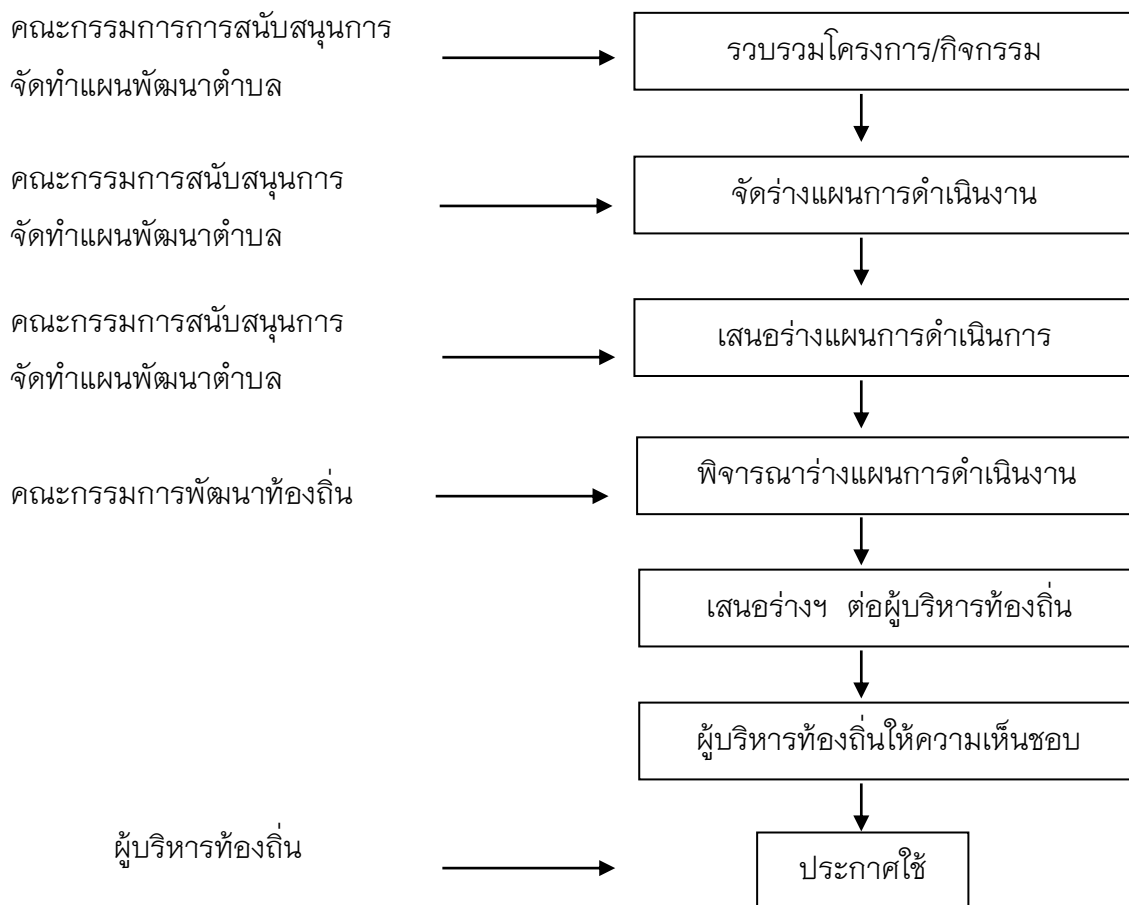 คณะกรรมการการสนับสนุนการ
จัดทำแผนพัฒนาตำบล
รวบรวมโครงการ/กิจกรรม
คณะกรรมการสนับสนุนการ
จัดทำแผนพัฒนาตำบล
จัดร่างแผนการดำเนินงาน
คณะกรรมการสนับสนุนการ
จัดทำแผนพัฒนาตำบล
เสนอร่างแผนการดำเนินการ
คณะกรรมการพัฒนาท้องถิ่น
พิจารณาร่างแผนการดำเนินงาน
เสนอร่างฯ ต่อผู้บริหารท้องถิ่น
ผู้บริหารท้องถิ่นให้ความเห็นชอบ
ผู้บริหารท้องถิ่น
ประกาศใช้